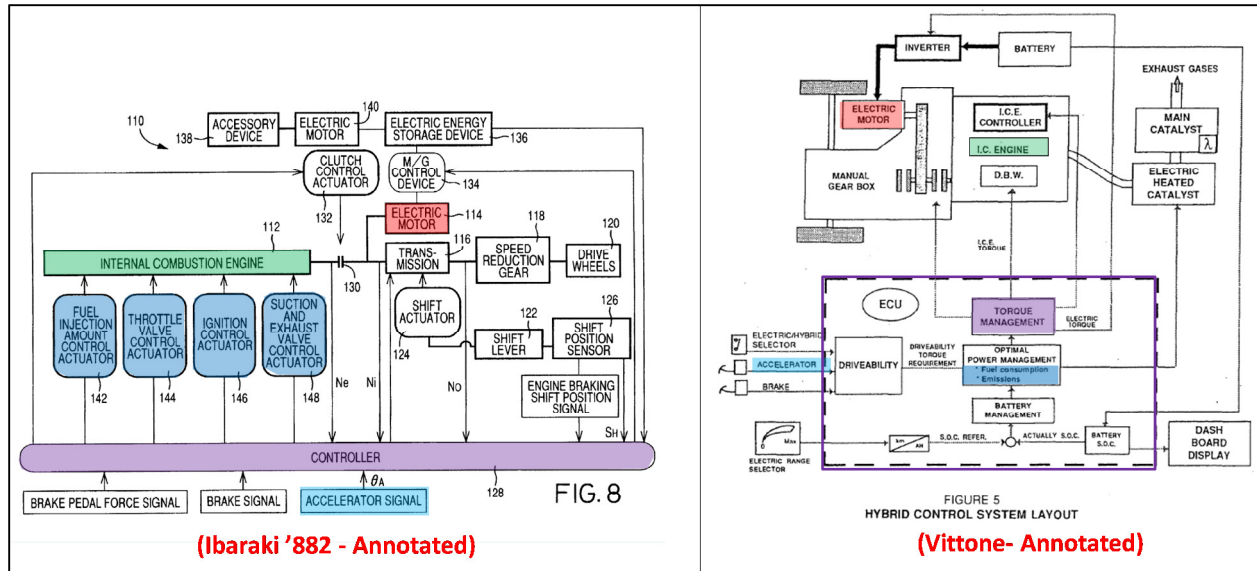 110
138
ACCESSORY
DEVICE
ELECTRIC
MOTOR
140
ELECTRIC ENERGY
STORAGE DEVICE
136
CLUTCH
CONTROL
ACTUATOR
132
M/G
CONTROL
DEVICE
134
ELECTRIC
MOTOR
114
112
INTERNAL COMBUSTION ENGINE
130
TRANS-
MISSION
116
SPEED
REDUCTION
GEAR
118
DRIVE
WHEELS
120
FUEL
INJECTION
AMOUNT
CONTROL
ACTUATOR
THROTTLE
VALVE
CONTROL
ACTUATOR
IGNITION
CONTROL
ACTUATOR
SUCTION
AND
EXHAUST
VALVE
CONTROL
ACTUATOR
SHIFT
ACTUATOR
124
122
SHIFT
LEVER
126
SHIFT
POSITION
SENSOR
142
144
146
148
Ne
Ni
No
ENGINE BRAKING
SHIFT POSITION
SIGNAL
SH
CONTROLLER
128
θA
BRAKE PEDAL FORCE SIGNAL
BRAKE SIGNAL
ACCELERATOR SIGNAL
FIG. 8
(Ibaraki ’882 - Annotated)
INVERTER
BATTERY
EXHAUST GASES
ELECTRIC
MOTOR
I.C.E.
CONTROLLER
MAIN
CATALYST
λ
I.C. ENGINE
MANUAL
GEAR BOX
D.B.W.
ELECTRIC
HEATED
CATALYST
I.C.E.
TORQUE
ECU
TORQUE
MANAGEMENT
ELECTRIC
TORQUE
ELECTRIC/HYBRID
SELECTOR
ACCELERATOR
BRAKE
DRIVEABILITY
DRIVEABILITY
TORQUE
REQUIREMENT
OPTIMAL
POWER MANAGEMENT
* Fuel consumption
* Emissions
BATTERY
MANAGEMENT
Max
ELECTRIC RANGE
SELECTOR
km
AH
S.O.C. REFER.
ACTUALLY S.O.C.
BATTERY
S.O.C.
DASH
BOARD
DISPLAY
FIGURE 5
HYBRID CONTROL SYSTEM LAYOUT
(Vittone- Annotated)